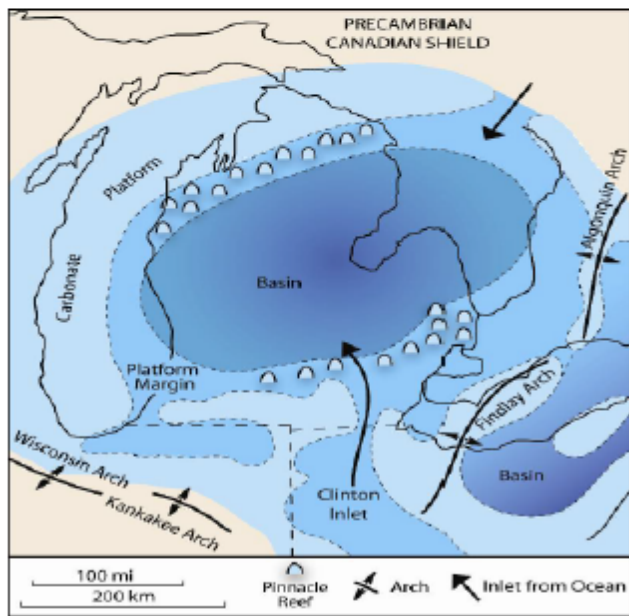 PRECAMBRIAN
CANADIAN SHIELD
Platform
Carbonate
Algonquin Arch
Basin
Platform
Margin
Findlay Arch
Wisconsin Arch
Kankakee Arch
Clinton
Inlet
Basin
100 mi
200 km
Pinnacle
Reef
Arch
Inlet from Ocean